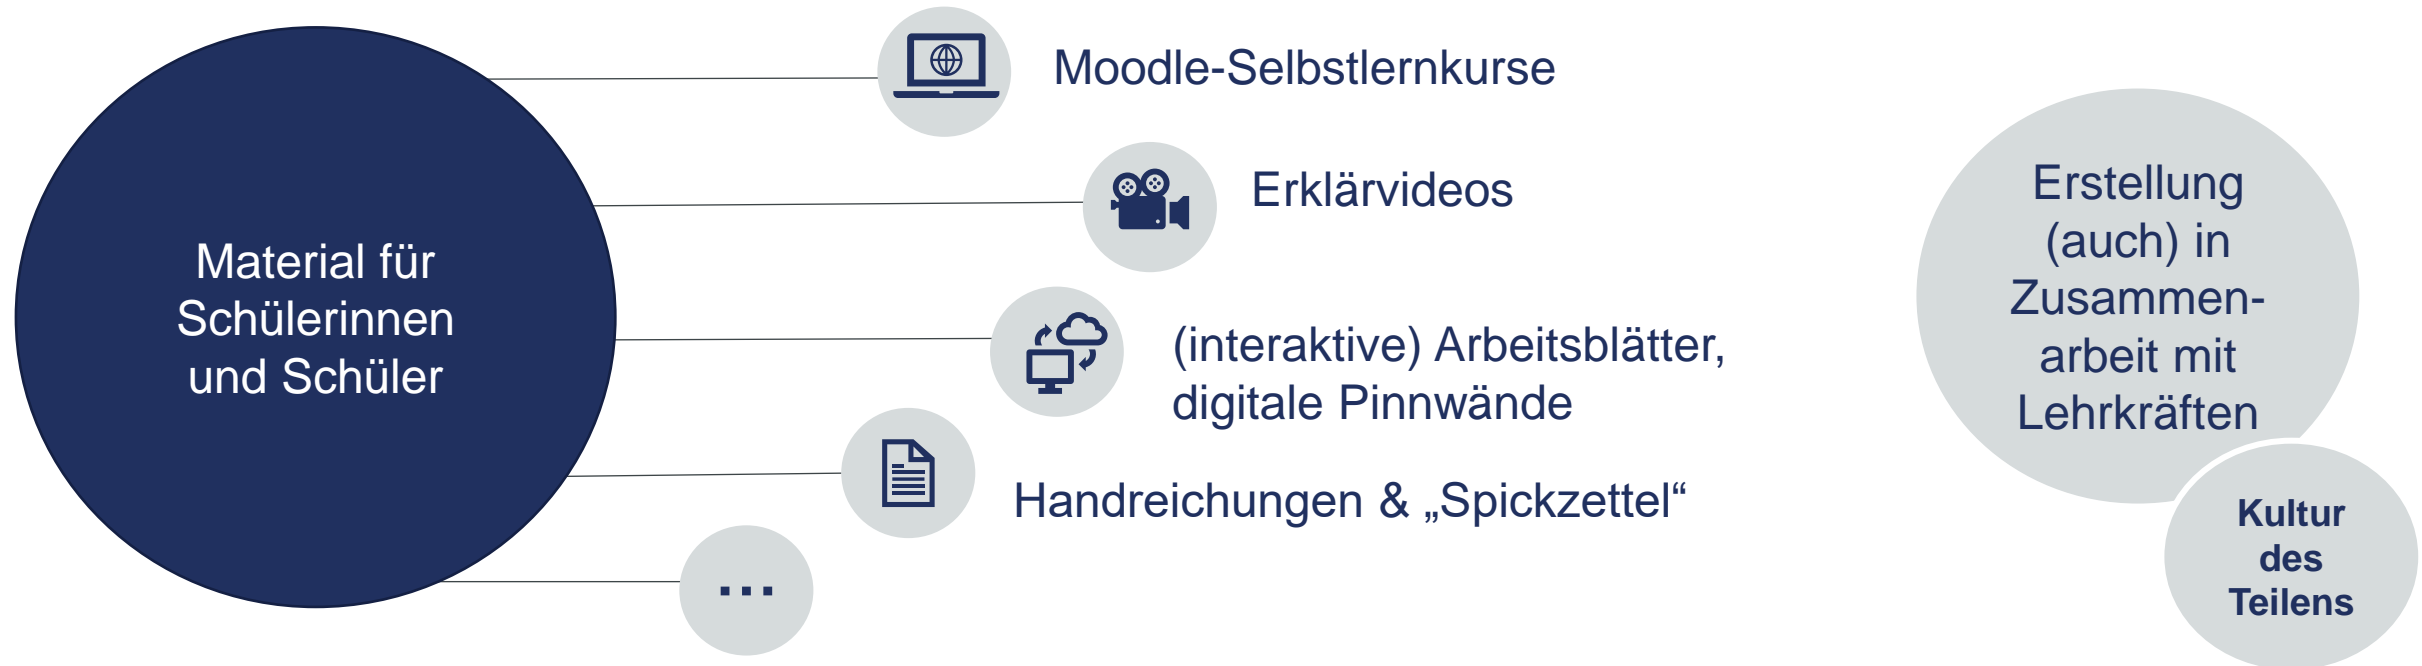 Material für
Schülerinnen
und Schüler
Moodle-Selbstlernkurse
Erklärvideos
(interaktive) Arbeitsblätter,
digitale Pinnwände
Handreichungen & „Spickzettel“
...
Erstellung
(auch) in
Zusammen-
arbeit mit
Lehrkräften
Kultur
des
Teilens